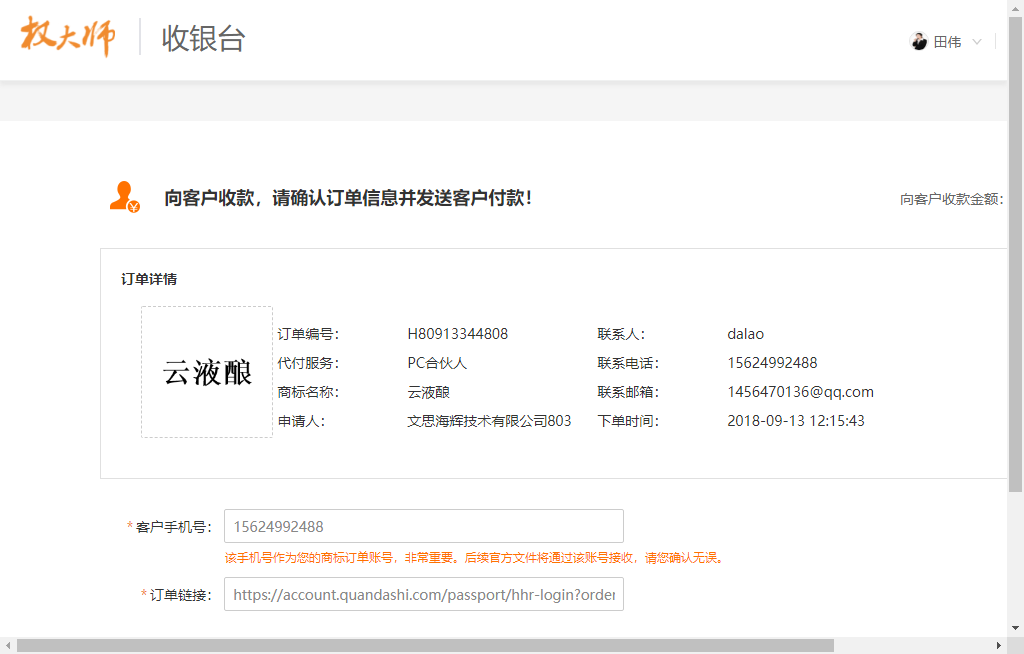 权大师 收银台 田伟
向客户收款，请确认订单信息并发送客户付款！ 向客户收款金额：
订单详情
云液酿
订单编号： H80913344808 联系人： dalao
代付服务： PC合伙人 联系电话： 15624992488
商标名称： 云液酿 联系邮箱： 1456470136@qq.com
申请人： 文思海辉技术有限公司803 下单时间： 2018-09-13 12:15:43
*客户手机号： 15624992488
该手机号作为您的商标订单账号，非常重要。后续官方文件将通过该账号接收，请您确认无误。
*订单链接： https://account.quandashi.com/passport/hhr-login?order